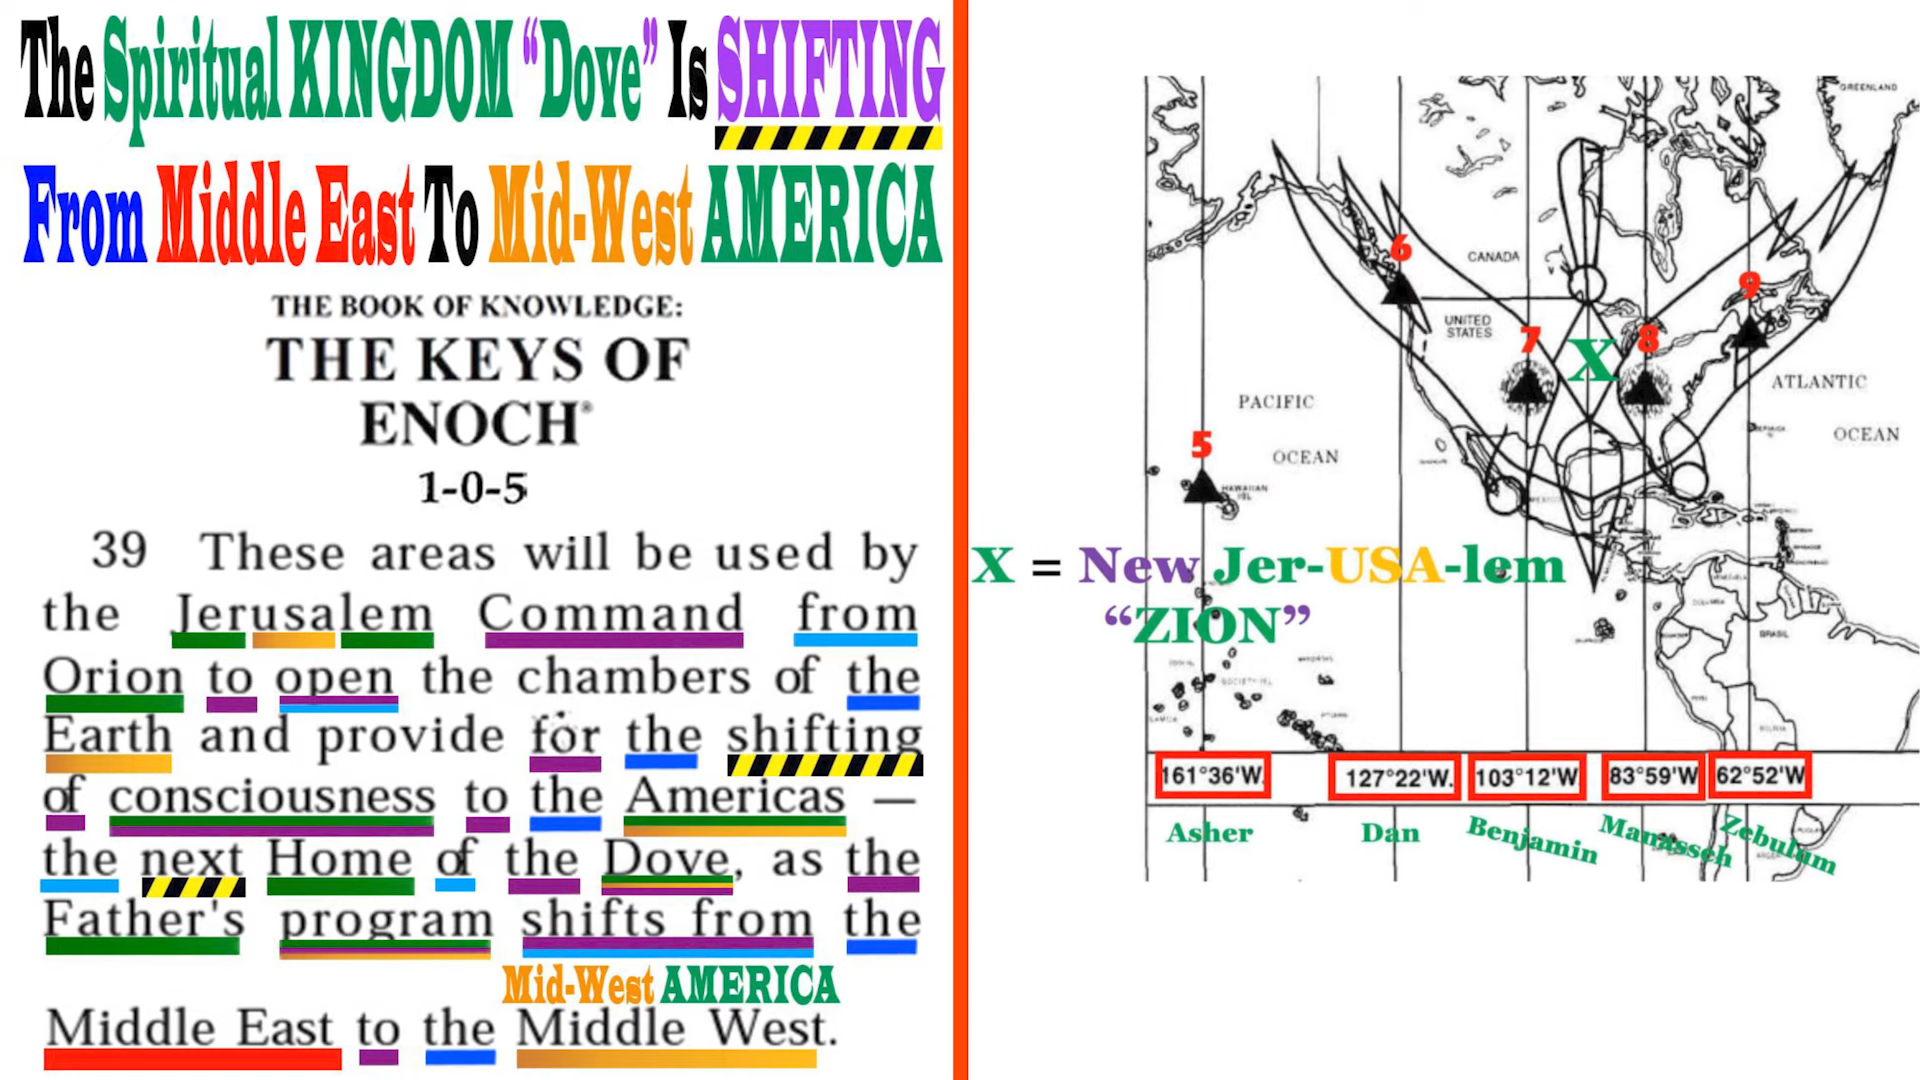 The Spiritual KINGDOM “Dove” Is SHIFTING
From Middle East To Mid-West AMERICA
THE BOOK OF KNOWLEDGE:
THE KEYS OF
ENOCH®
1-0-5
39 These areas will be used by
the Jerusalem Command from
Orion to open the chambers of the
Earth and provide for the shifting
of consciousness to the Americas —
the next Home of the Dove, as the
Father's program shifts from the
Mid-West AMERICA
Middle East to the Middle West.
GREENLAND
6
CANADA
9
UNITED
STATES
7
X
8
ATLANTIC
OCEAN
PACIFIC
OCEAN
5
HAWAIIAN
ISL
MEXICO
X = New Jer-USA-lem
“ZION”
BRASIL
161°36'W.
127°22'W.
103°12'W
83°59'W
62°52'W
Asher
Dan
Benjamin
Manasseh
Zebulum